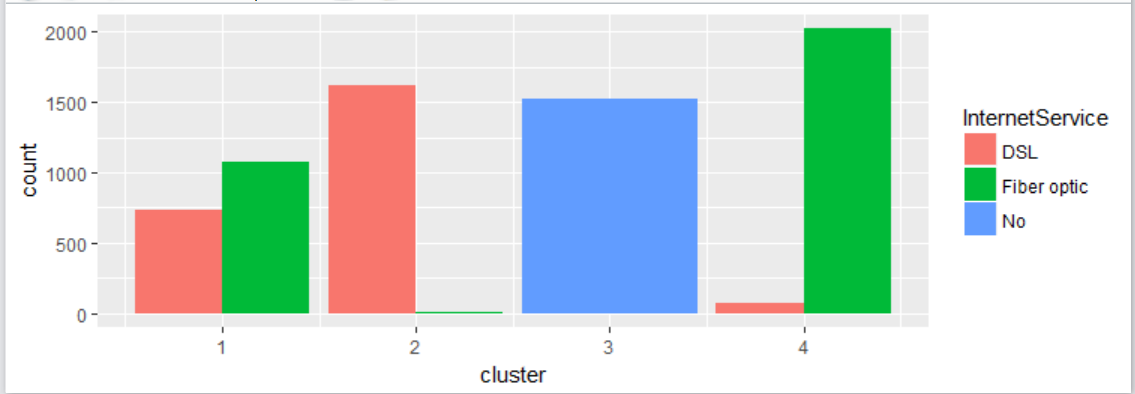 2000
1500
1000
500
0
count
1 2 3 4
cluster
InternetService
DSL
Fiber optic
No